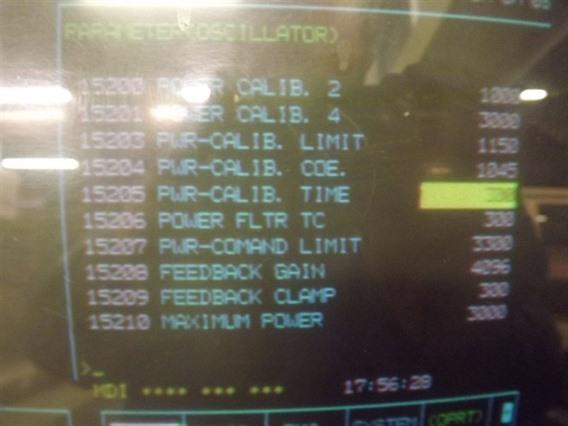 PARAMETER(OSCILLATOR)
15200 POWER CALIB. 2 1000
15201 POWER CALIB. 4 3000
15203 PWR-CALIB. LIMIT 1150
15204 PWR-CALIB. COE. 1045
15205 PWR-CALIB. TIME
15206 POWER FLTR TC 300
15207 PWR-COMAND LIMIT 3300
15208 FEEDBACK GAIN 4096
15209 FEEDBACK CLAMP 300
15210 MAXIMUM POWER 3000
>_
MDI **** *** *** 17:56:28
SYSTEM (OPRT)